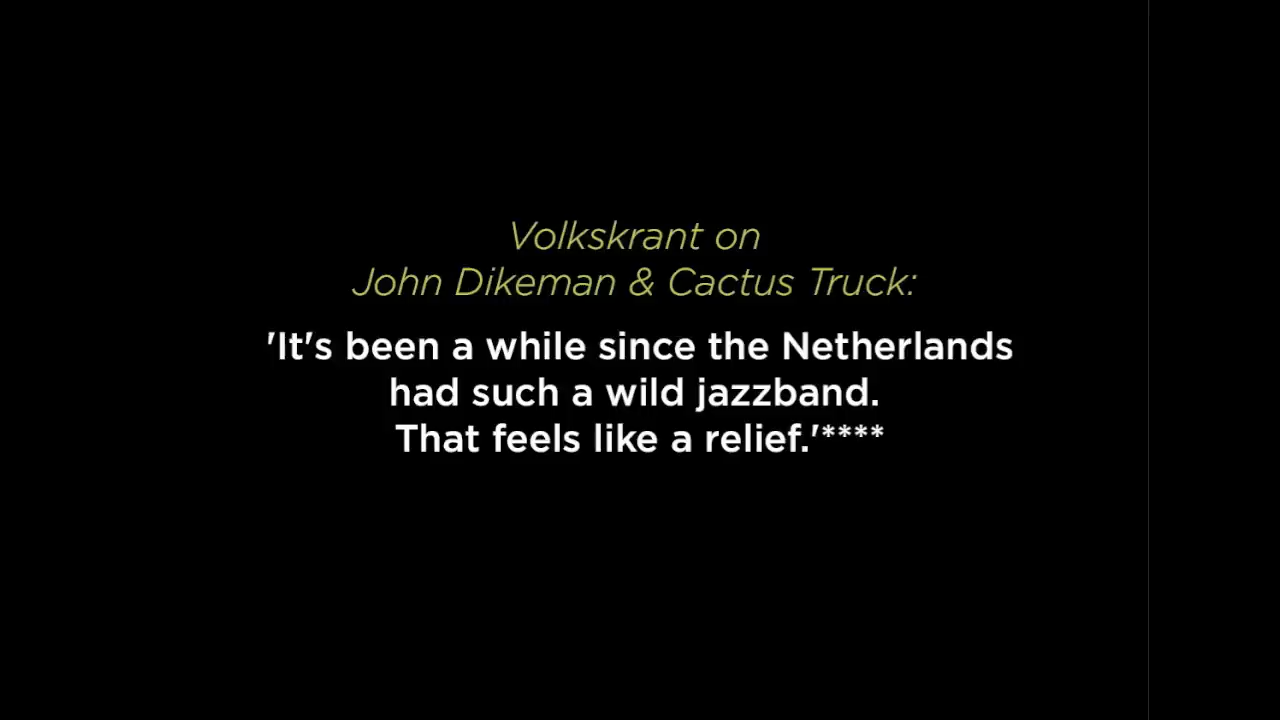 Volkskrant on
John Dikeman & Cactus Truck:
'It's been a while since the Netherlands
had such a wild jazzband.
That feels like a relief.'****